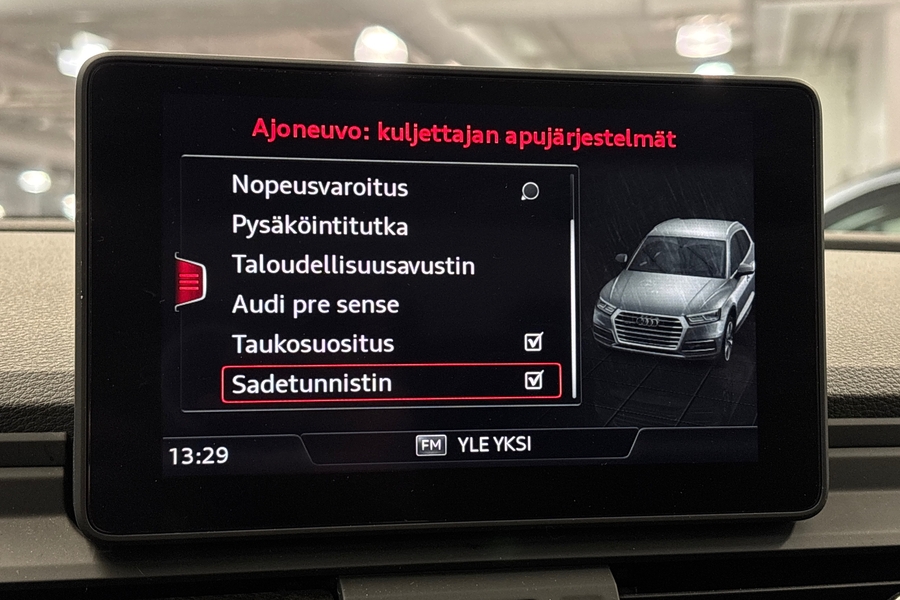 Ajoneuvo: kuljettajan apujärjestelmät
Nopeusvaroitus
Pysäköintitutka
Taloudellisuusavustin
Audi pre sense
Taukosuositus
Sadetunnistin
13:29
FM YLE YKSI